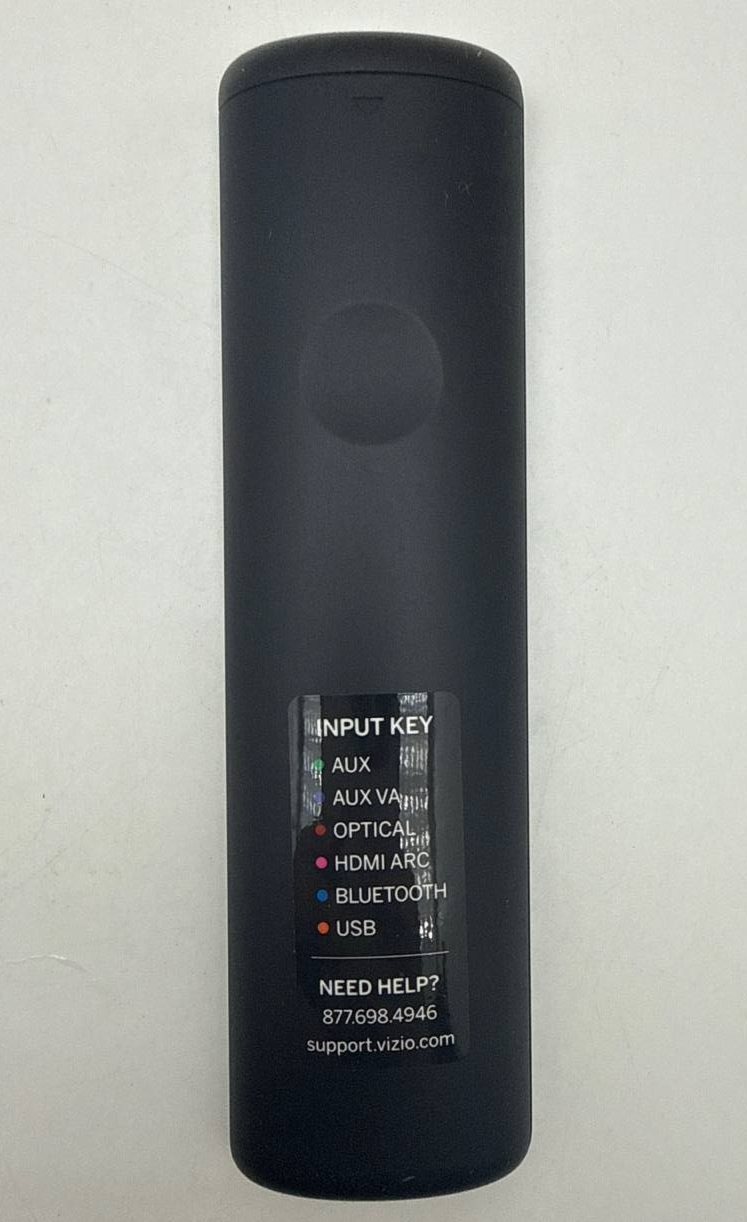 INPUT KEY
AUX
AUX VA
OPTICAL
HDMI ARC
BLUETOOTH
USB
NEED HELP?
877.698.4946
support.vizio.com